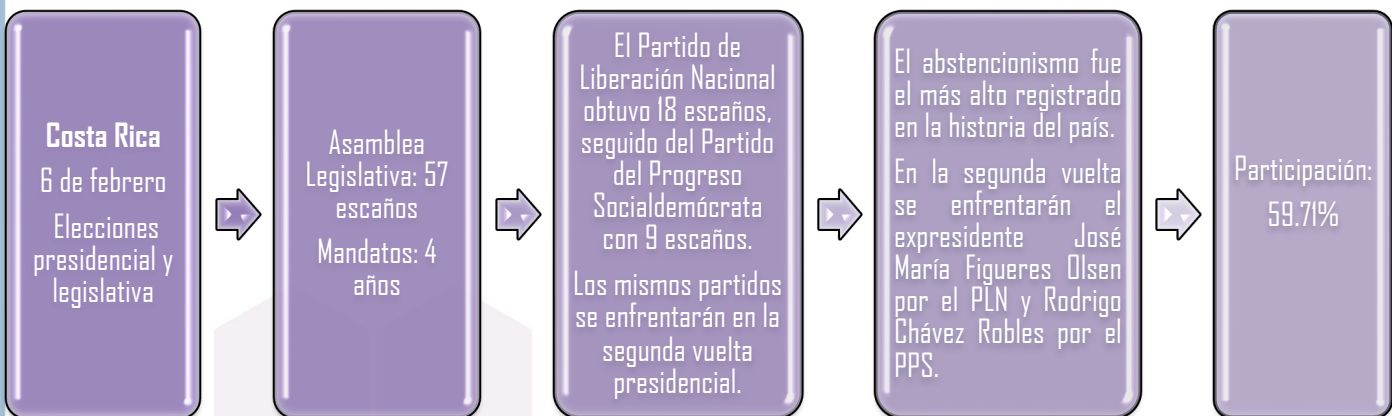 Costa Rica
6 de febrero
Elecciones
presidencial y
legislativa
Asamblea
Legislativa: 57
escaños
Mandatos: 4
años
El Partido de
Liberación Nacional
obtuvo 18 escaños,
seguido del Partido
del Progreso
Socialdemócrata
con 9 escaños.
Los mismos partidos
se enfrentarán en la
segunda vuelta
presidencial.
El abstencionismo fue
el más alto registrado
en la historia del país.
En la segunda vuelta
se enfrentarán el
expresidente José
María Figueres Olsen
por el PLN y Rodrigo
Chávez Robles por el
PPS.
Participación:
59.71%